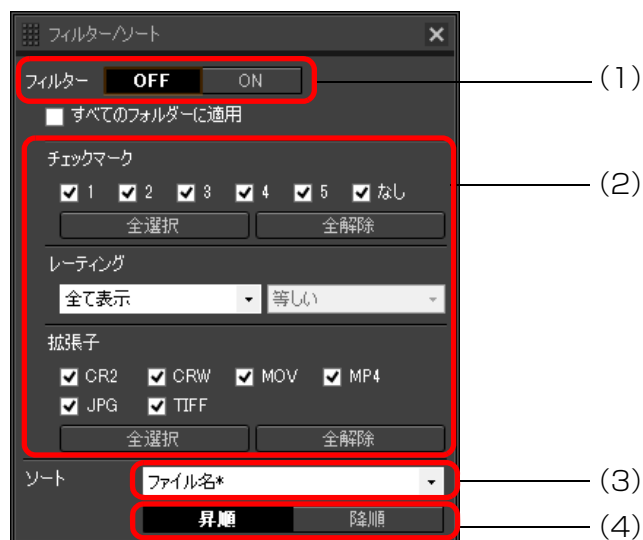 フィルター/ソート
フィルター OFF ON (1)
すべてのフォルダーに適用
チェックマーク
1 2 3 4 5 なし (2)
全選択 全解除
レーティング
全て表示 等しい
拡張子
CR2 CRW MOV MP4
JPG TIFF
全選択 全解除
ソート ファイル名* (3)
昇順 降順 (4)